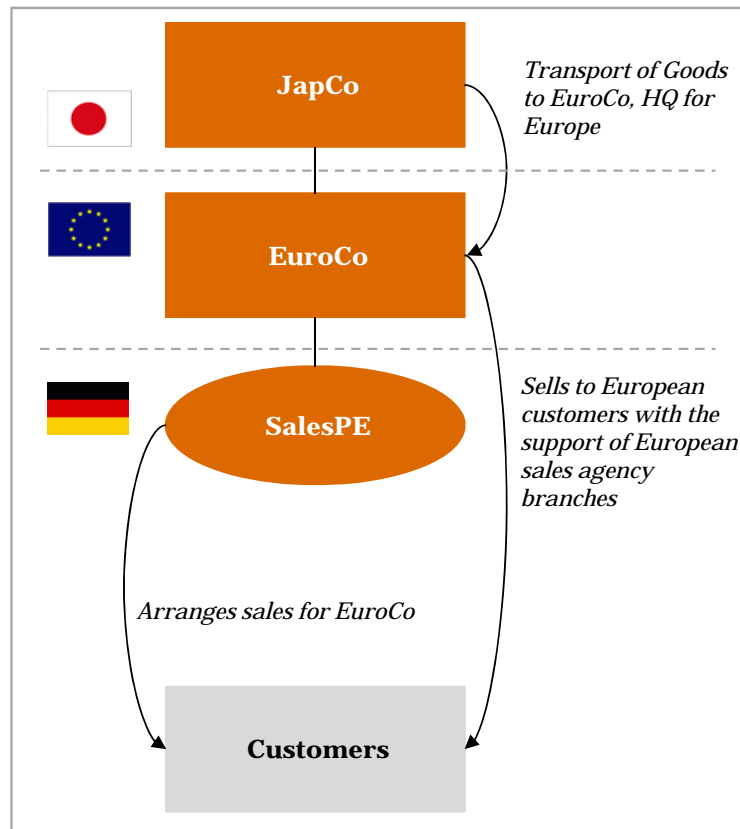 JapCo
Transport of Goods
to EuroCo, HQ for
Europe
EuroCo
SalesPE
Sells to European
customers with the
support of European
sales agency
branches
Arranges sales for EuroCo
Customers